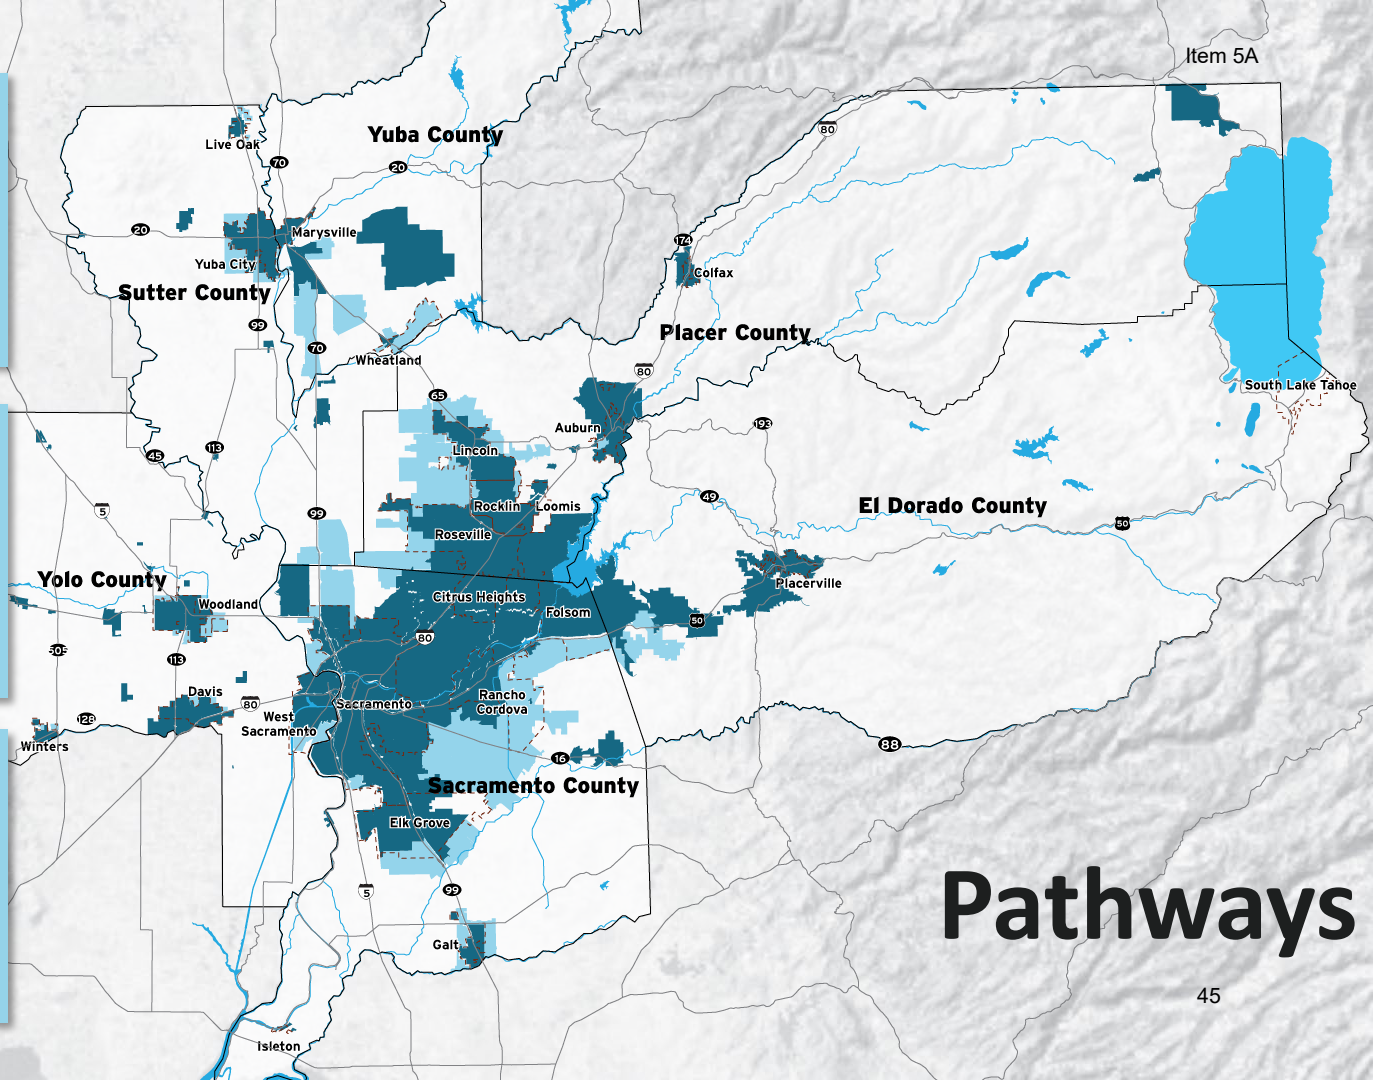 Item 5A
Yuba County
Live Oak
70
20
80
20
Marysville
174
Yuba City
Colfax
Sutter County
99
Placer County
70
Wheatland
80
South Lake Tahoe
65
Auburn
193
113
Lincoln
45
49
5
99
Rocklin
Loomis
El Dorado County
50
Roseville
Yolo County
Placerville
Woodland
Citrus Heights
Folsom
50
80
505
113
Davis
80
Sacramento
Rancho
Cordova
128
West
Sacramento
Winters
88
16
Sacramento County
Elk Grove
5
99
Pathways
Galt
45
Isleton